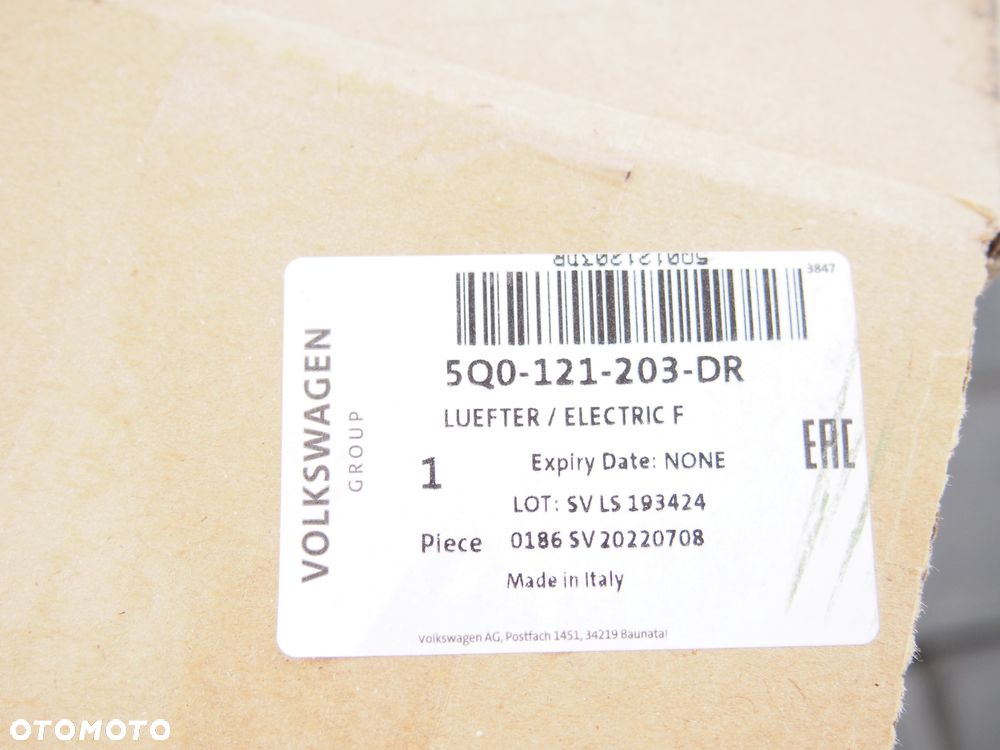 5Q0121203DR
3847
5Q0-121-203-DR
LUEFTER / ELECTRIC F
VOLKSWAGEN
GROUP
EAC
1
Expiry Date: NONE
LOT: SV LS 193424
Piece 0186 SV 20220708
Made in Italy
Volkswagen AG, Postfach 1451, 34219 Baunatal
OTOMOTO